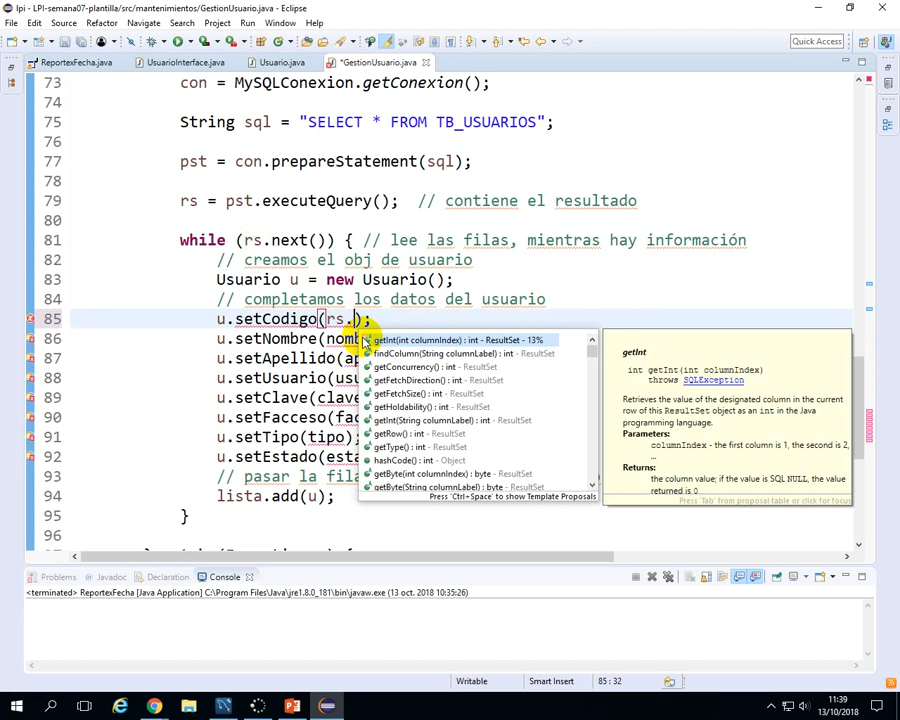 lpi - LPI-semana07-plantilla/src/mantenimientos/GestionUsuario.java - Eclipse
File Edit Source Refactor Navigate Search Project Run Window Help
Quick Access
ReportexFecha.java UsuarioInterface.java Usuario.java *GestionUsuario.java
73 con = MySQLConexion.getConexion();
74
75 String sql = "SELECT * FROM TB_USUARIOS";
76
77 pst = con.prepareStatement(sql);
78
79 rs = pst.executeQuery(); // contiene el resultado
80
81 while (rs.next()) { // lee las filas, mientras hay información
82 // creamos el obj de usuario
83 Usuario u = new Usuario();
84 // completamos los datos del usuario
85 u.setCodigo(rs.);
86 u.setNombre(nomb
87 u.setApellido(ap
88 u.setUsuario(usu
89 u.setClave(clave
90 u.setFacceso(fac
91 u.setTipo(tipo);
92 u.setEstado(esta
93 // pasar la fila
94 lista.add(u);
95 }
96
getInt(int columnIndex) : int - ResultSet - 13%
findColumn(String columnLabel) : int - ResultSet
getConcurrency() : int - ResultSet
getFetchDirection() : int - ResultSet
getFetchSize() : int - ResultSet
getHoldability() : int - ResultSet
getInt(String columnLabel) : int - ResultSet
getRow() : int - ResultSet
getType() : int - ResultSet
hashCode() : int - Object
getByte(int columnIndex) : byte - ResultSet
getByte(String columnLabel) : byte - ResultSet
Press 'Ctrl+Space' to show Template Proposals
getInt
int getInt(int columnIndex)
throws SQLException
Retrieves the value of the designated column in the current
row of this ResultSet object as an int in the Java
programming language.
Parameters:
columnIndex - the first column is 1, the second is 2,
...
Returns:
the column value; if the value is SQL NULL, the value
returned is 0
Press 'Tab' from proposal table or click for focus
Problems Javadoc Declaration Console
<terminated> ReportexFecha [Java Application] C:\Program Files\Java\jre1.8.0_181\bin\javaw.exe (13 oct. 2018 10:35:26)
Writable Smart Insert 85 : 32
11:39
13/10/2018